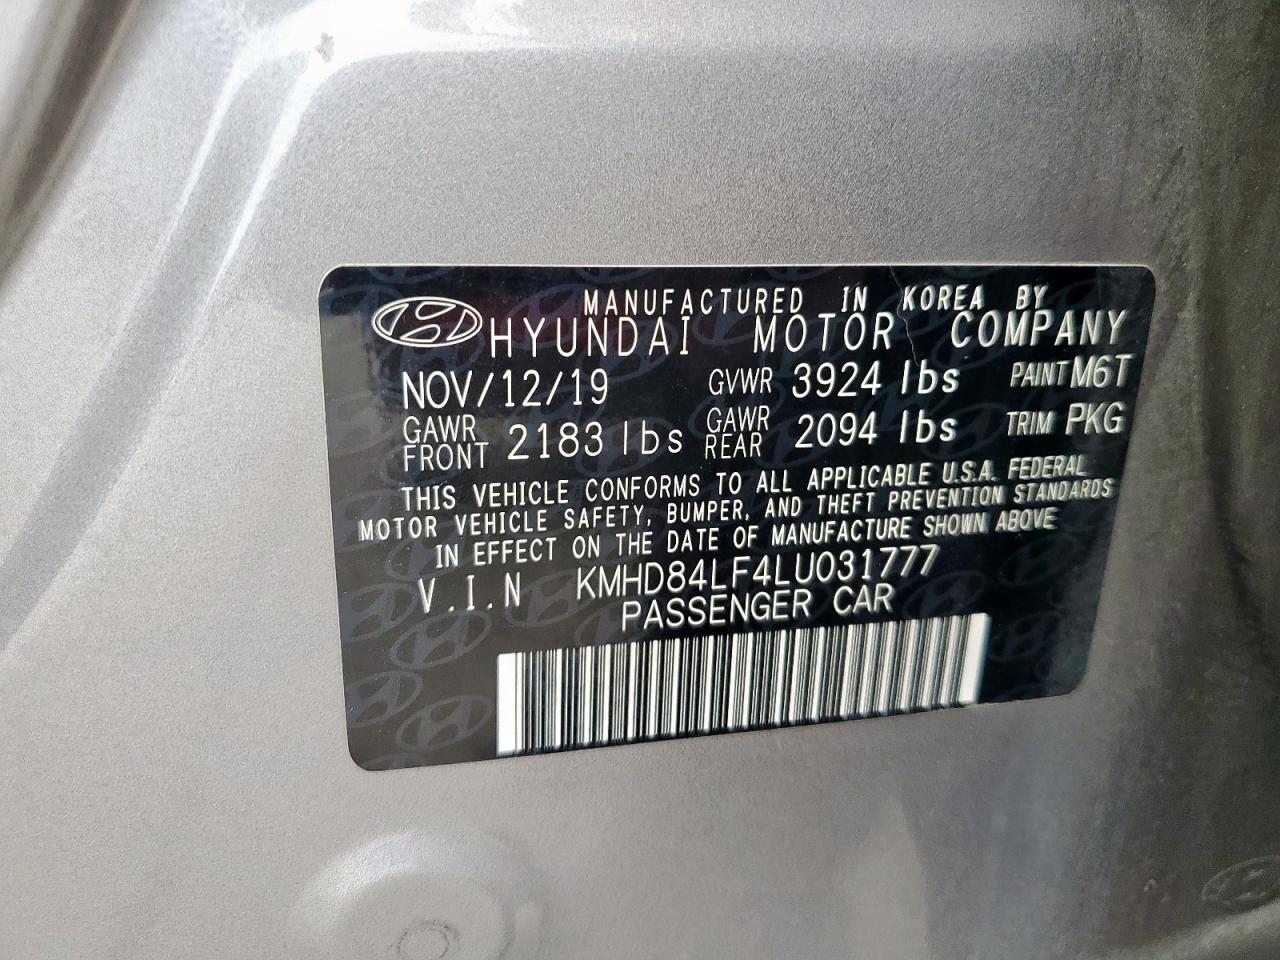 MANUFACTURED IN KOREA BY
HYUNDAI MOTOR COMPANY
NOV/12/19 GVWR 3924 lbs PAINT M6T
GAWR FRONT 2183 lbs GAWR REAR 2094 lbs TRIM PKG
THIS VEHICLE CONFORMS TO ALL APPLICABLE U.S.A. FEDERAL
MOTOR VEHICLE SAFETY, BUMPER, AND THEFT PREVENTION STANDARDS
IN EFFECT ON THE DATE OF MANUFACTURE SHOWN ABOVE
V.I.N KMHD84LF4LU031777
PASSENGER CAR